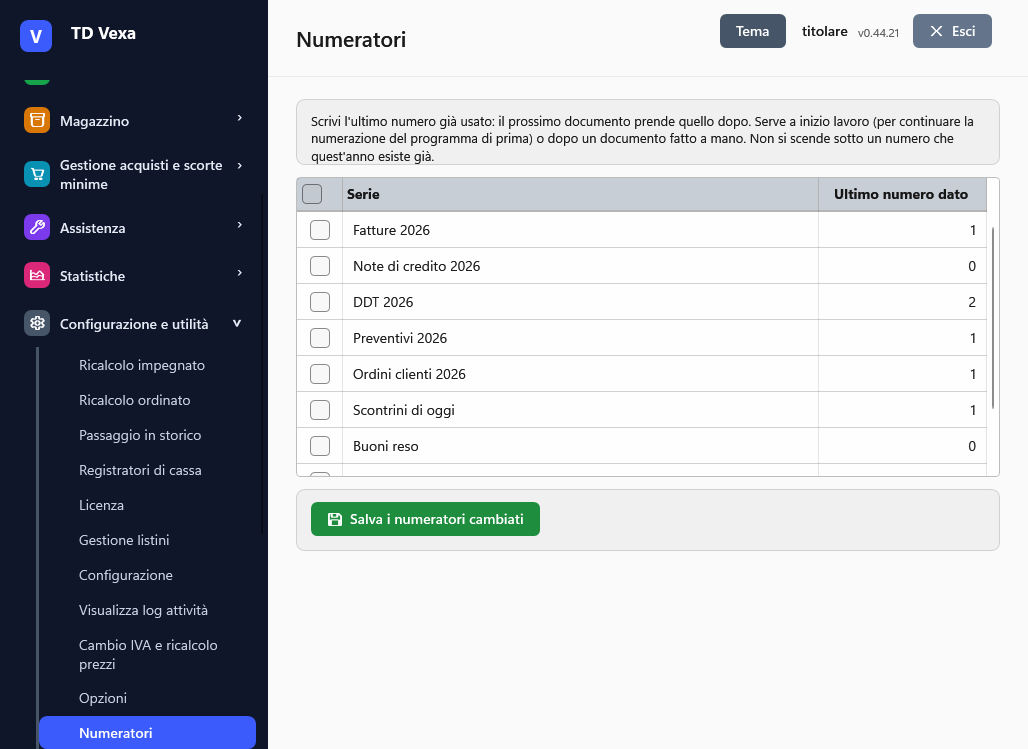 V
TD Vexa
Magazzino
Gestione acquisti e scorte
minime
Assistenza
Statistiche
Configurazione e utilità
Ricalcolo impegnato
Ricalcolo ordinato
Passaggio in storico
Registratori di cassa
Licenza
Gestione listini
Configurazione
Visualizza log attività
Cambio IVA e ricalcolo
prezzi
Opzioni
Numeratori
Numeratori
Tema titolare v0.44.21 Esci
Scrivi l'ultimo numero già usato: il prossimo documento prende quello dopo. Serve a inizio lavoro (per continuare la
numerazione del programma di prima) o dopo un documento fatto a mano. Non si scende sotto un numero che
quest'anno esiste già.
Serie Ultimo numero dato
Fatture 2026 1
Note di credito 2026 0
DDT 2026 2
Preventivi 2026 1
Ordini clienti 2026 1
Scontrini di oggi 1
Buoni reso 0
Salva i numeratori cambiati